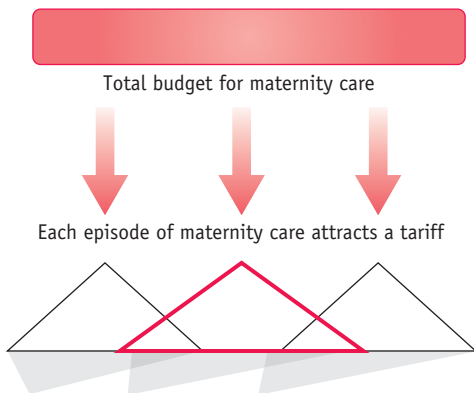 Total budget for maternity care
Each episode of maternity care attracts a tariff